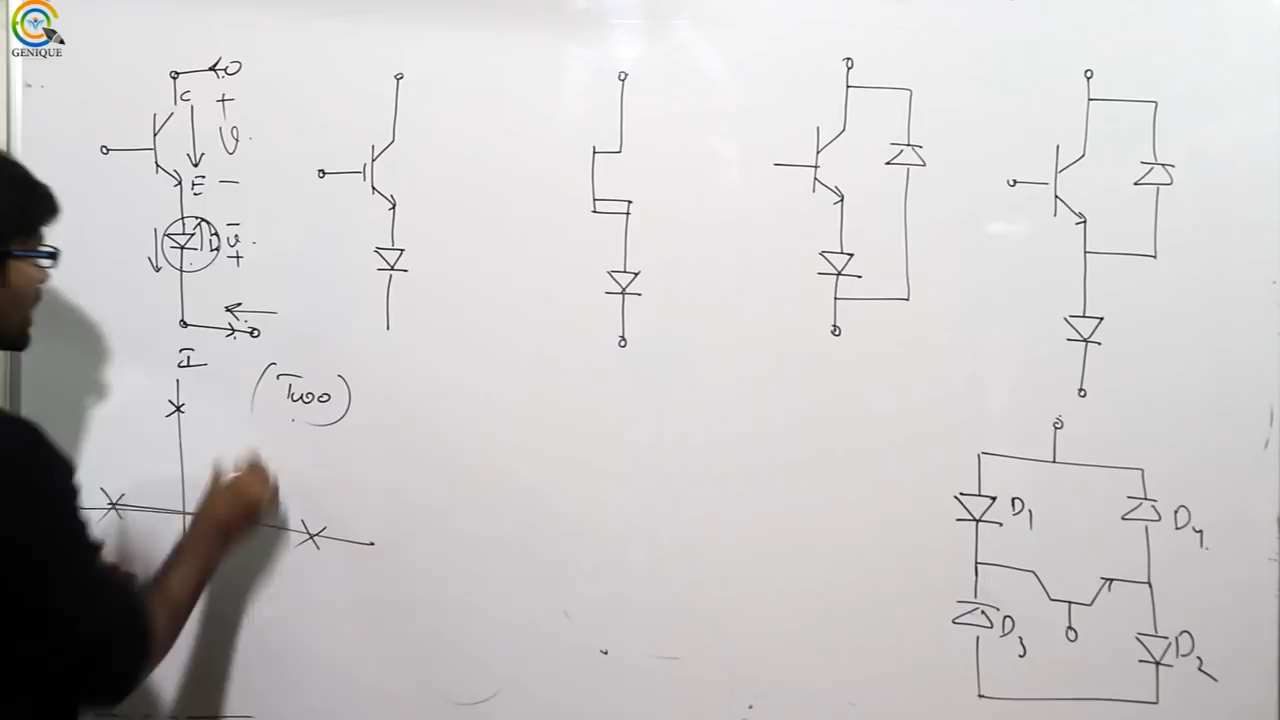 GENIQUE
C
+
V
E
-
-
v
+
I
(Two)
D1
D4
D3
D2